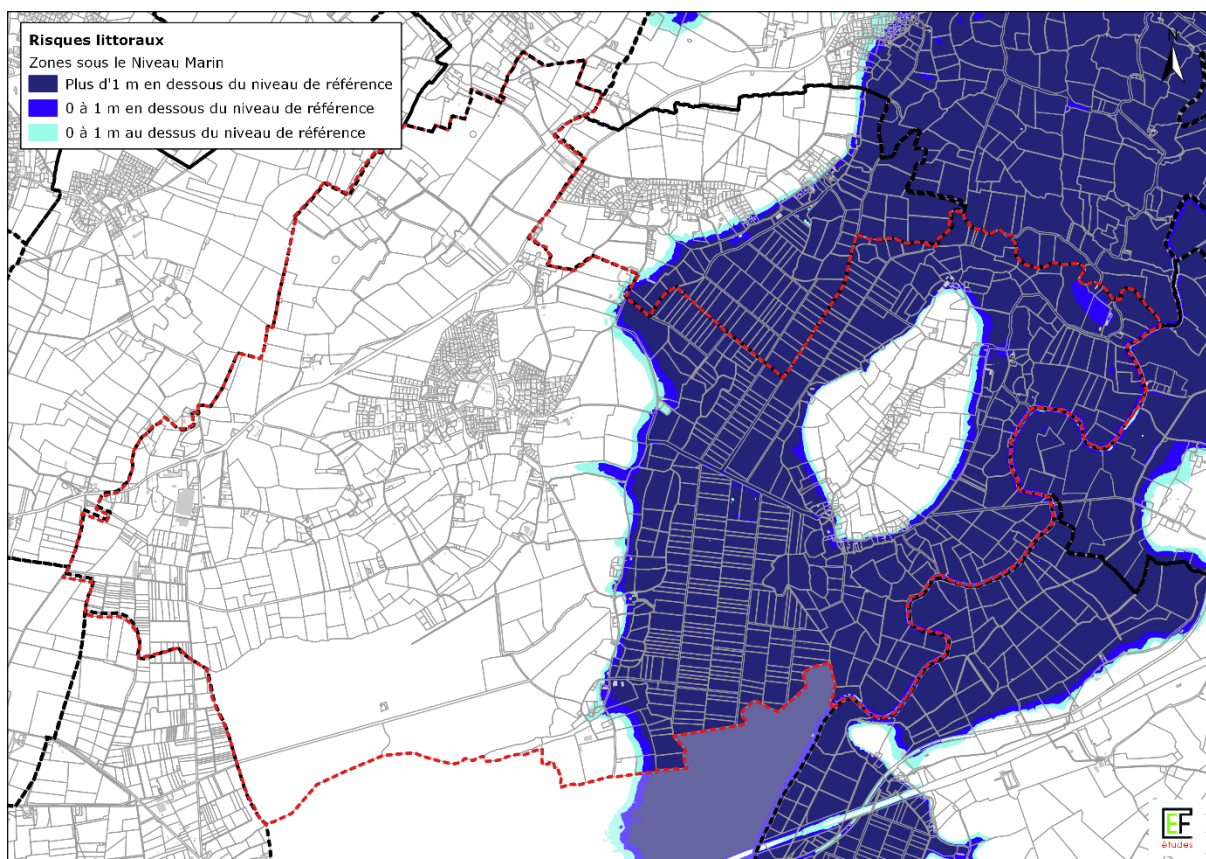 Risques littoraux
Zones sous le Niveau Marin
Plus d'1 m en dessous du niveau de référence
0 à 1 m en dessous du niveau de référence
0 à 1 m au dessus du niveau de référence
N
EF
études